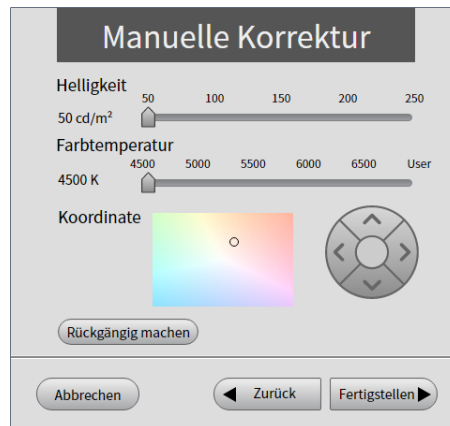 Manuelle Korrektur
Helligkeit
50 100 150 200 250
50 cd/m²
Farbtemperatur
4500 5000 5500 6000 6500 User
4500 K
Koordinate
Rückgängig machen
Abbrechen Zurück Fertigstellen